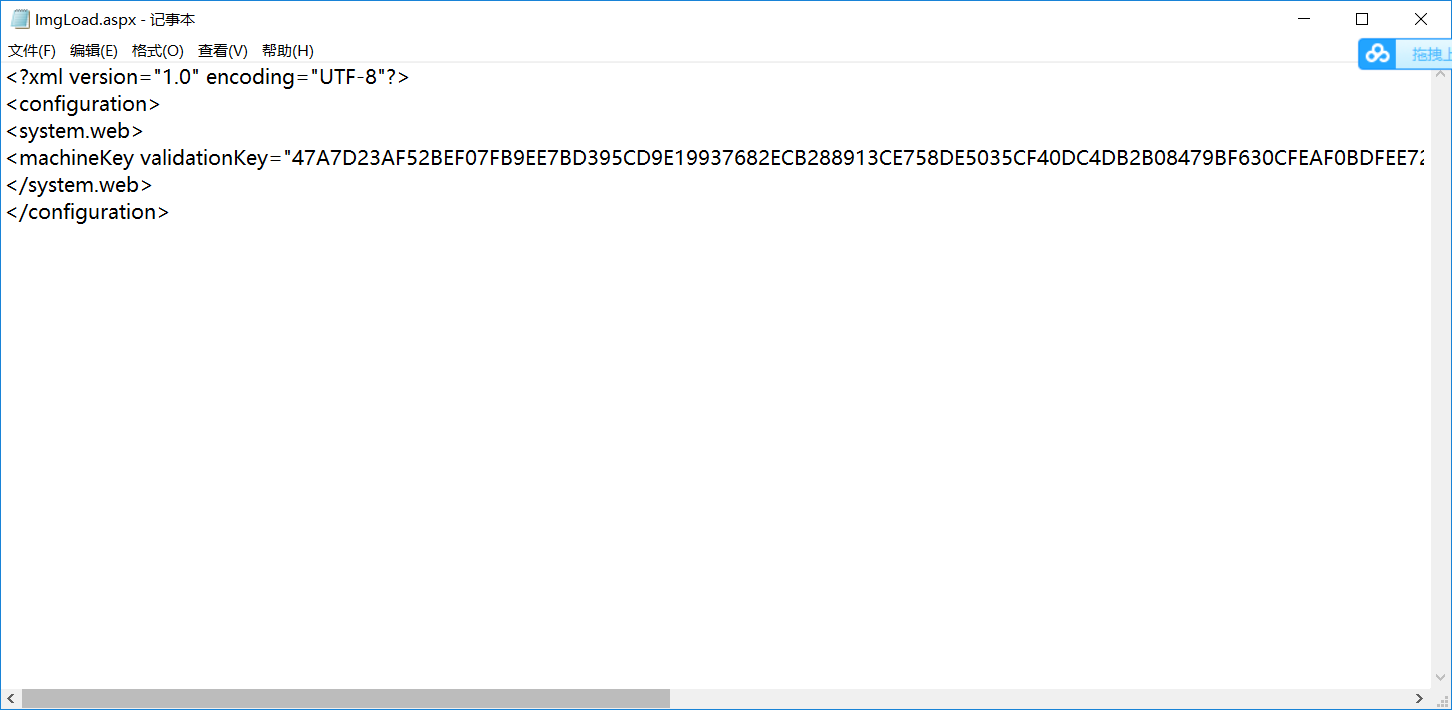 ImgLoad.aspx - 记事本
文件(F) 编辑(E) 格式(O) 查看(V) 帮助(H)
拖拽上
<?xml version="1.0" encoding="UTF-8"?>
<configuration>
<system.web>
<machineKey validationKey="47A7D23AF52BEF07FB9EE7BD395CD9E19937682ECB288913CE758DE5035CF40DC4DB2B08479BF630CFEAF0BDFEE72
</system.web>
</configuration>